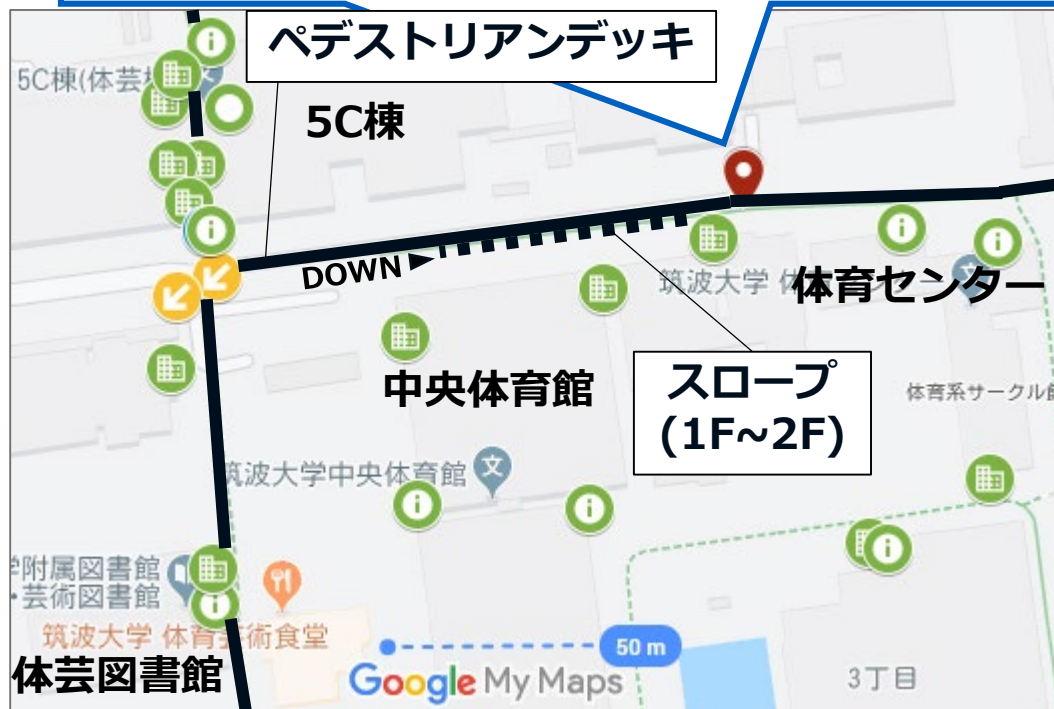 ペデストリアンデッキ
5C棟(体芸
5C棟
DOWN
筑波大学 体
体育センター
中央体育館
スロープ
(1F~2F)
体育系サークル館
筑波大学中央体育館
文
学附属図書館
・芸術図書館
筑波大学 体育芸術食堂
体芸図書館
50 m
Google My Maps
3丁目